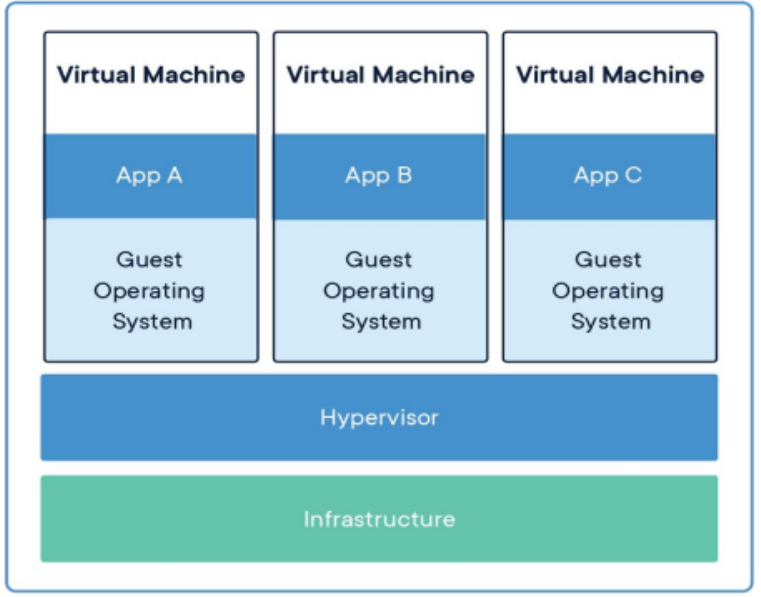 Virtual Machine
Virtual Machine
Virtual Machine
App A
App B
App C
Guest
Operating
System
Guest
Operating
System
Guest
Operating
System
Hypervisor
Infrastructure